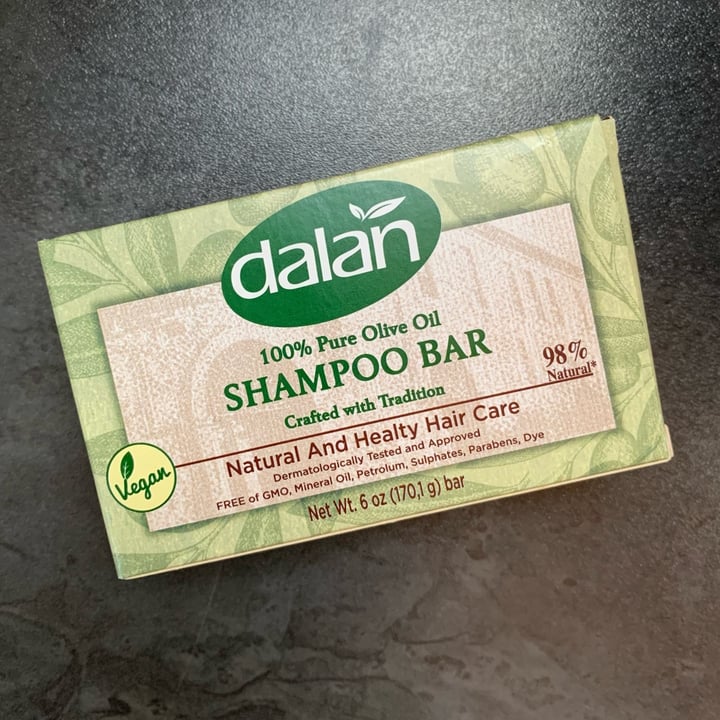 dalan
100% Pure Olive Oil
SHAMPOO BAR
98%
Natural*
Crafted with Tradition
Natural And Healty Hair Care
Dermatologically Tested and Approved
FREE of GMO, Mineral Oil, Petrolum, Sulphates, Parabens, Dye
Vegan
Net Wt. 6 oz (170,1 g) bar